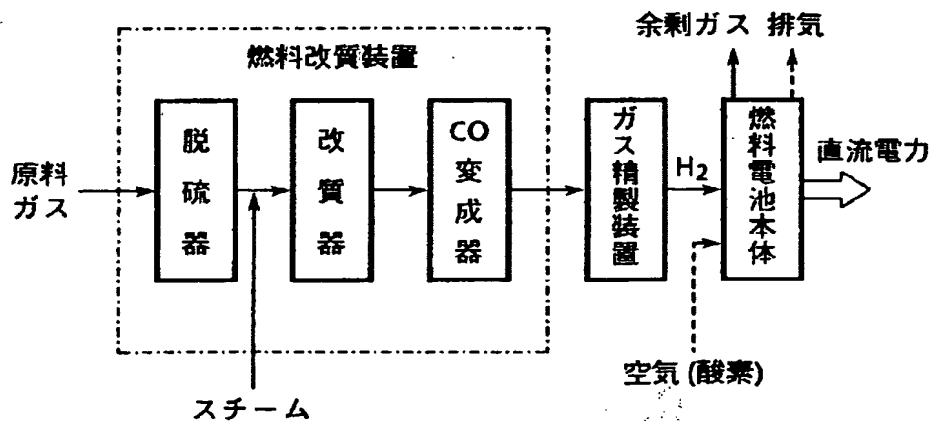 余剰ガス 排気
燃料改質装置
原料
ガス
脱硫器
改質器
CO
変成器
ガス精製装置
H2
燃料電池本体
直流電力
空気(酸素)
スチーム